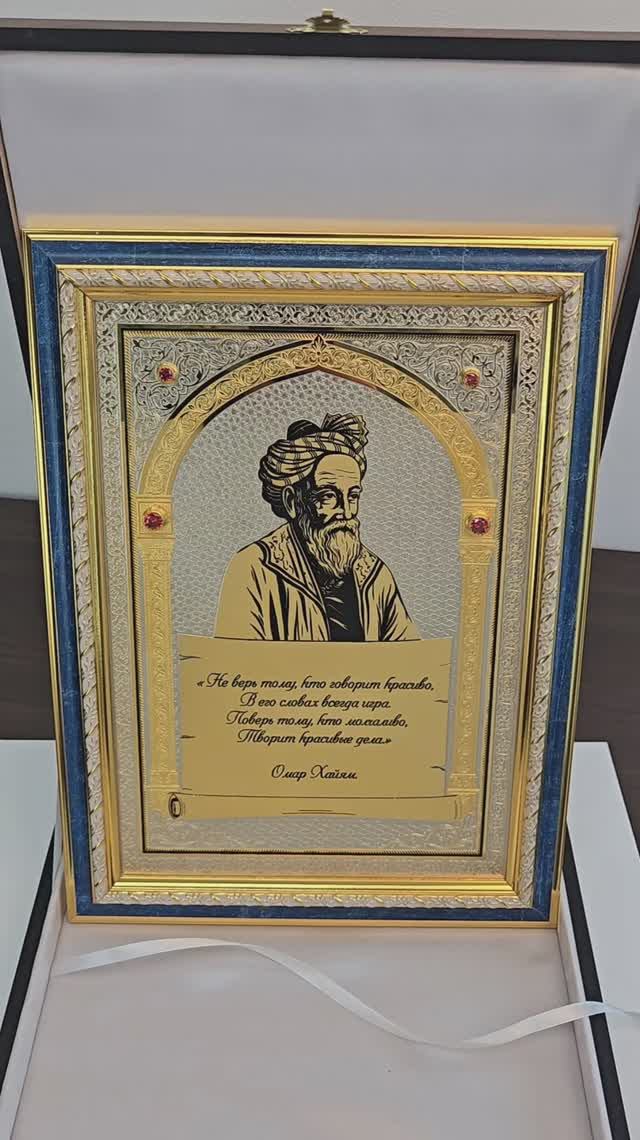 «Не верь тому, кто говорит красиво,
В его словах всегда игра.
Поверь тому, кто молчаливо,
Творит красивые дела.»
Омар Хайям.